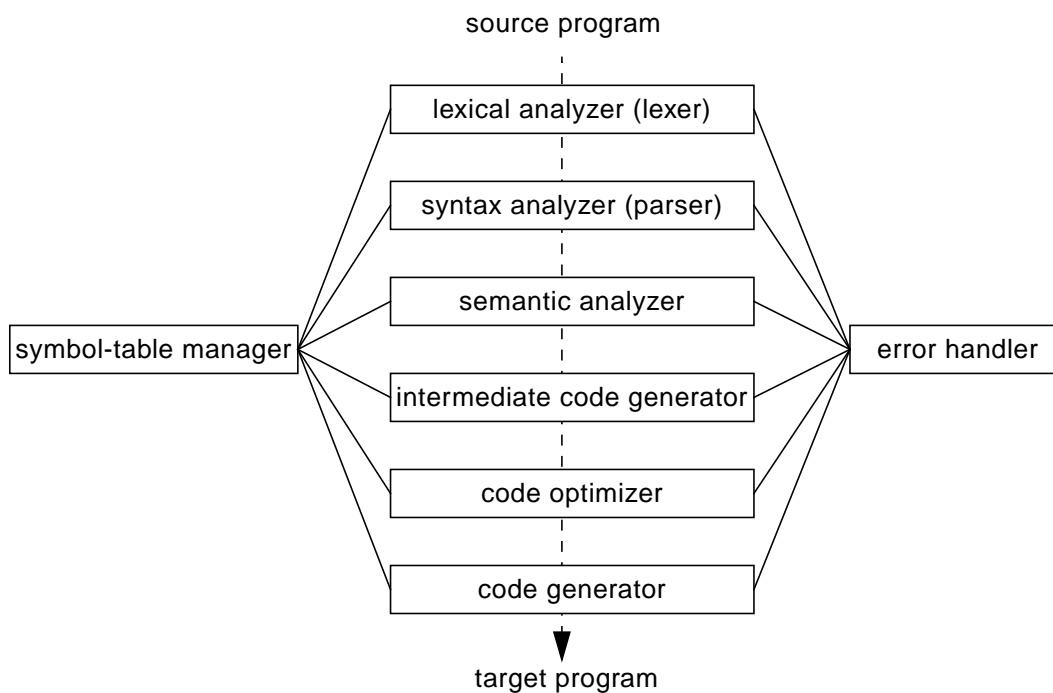 source program
lexical analyzer (lexer)
syntax analyzer (parser)
semantic analyzer
symbol-table manager
error handler
intermediate code generator
code optimizer
code generator
target program